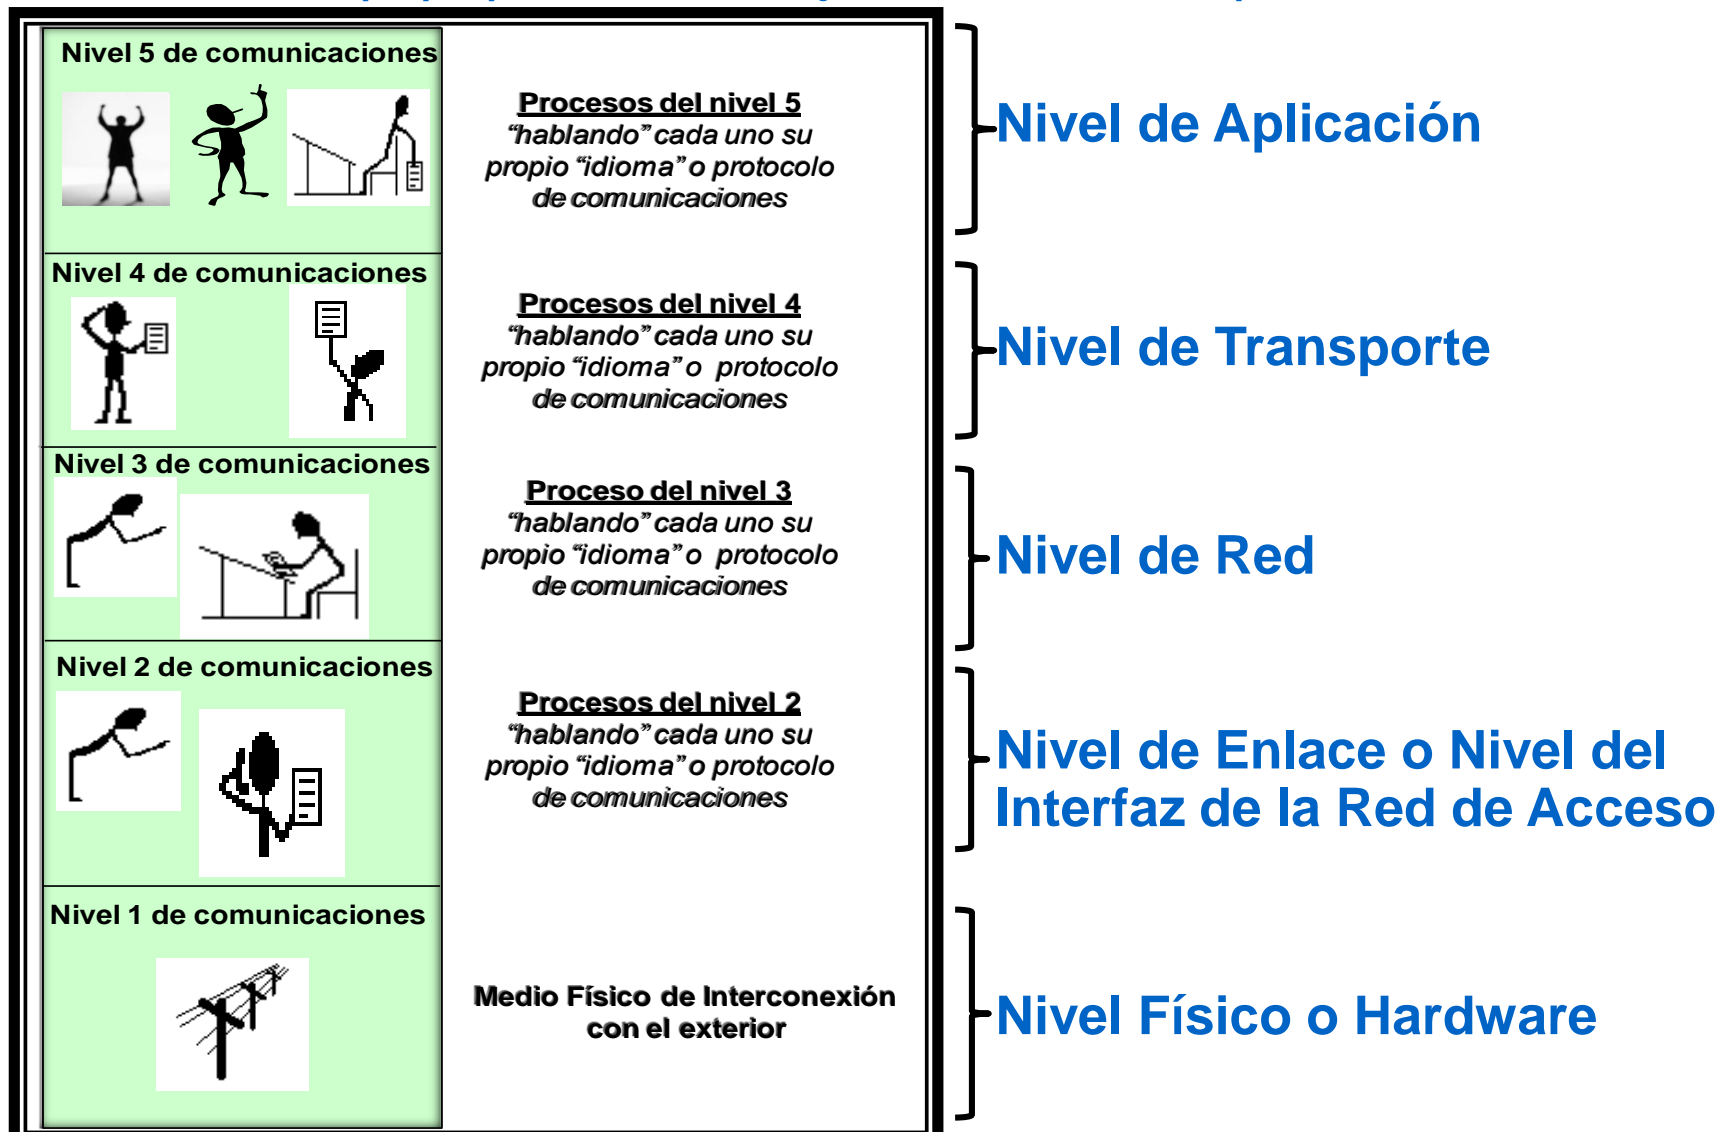 Nivel 5 de comunicaciones
Procesos del nivel 5
“hablando” cada uno su
propio “idioma” o protocolo
de comunicaciones
Nivel de Aplicación
Nivel 4 de comunicaciones
Procesos del nivel 4
“hablando” cada uno su
propio “idioma” o protocolo
de comunicaciones
Nivel de Transporte
Nivel 3 de comunicaciones
Proceso del nivel 3
“hablando” cada uno su
propio “idioma” o protocolo
de comunicaciones
Nivel de Red
Nivel 2 de comunicaciones
Procesos del nivel 2
“hablando” cada uno su
propio “idioma” o protocolo
de comunicaciones
Nivel de Enlace o Nivel del
Interfaz de la Red de Acceso
Nivel 1 de comunicaciones
Medio Físico de Interconexión
con el exterior
Nivel Físico o Hardware